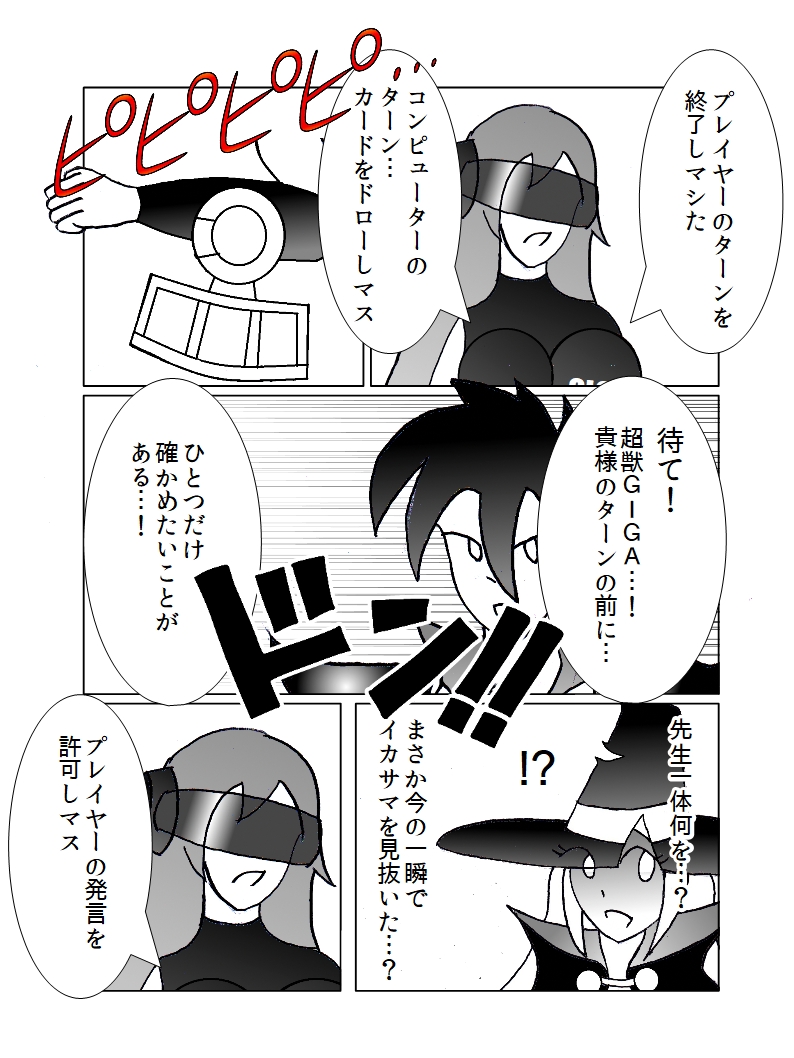 プレイヤーのターンを
終了しマシた
コンピューターの
ターン…
カードをドローしマス
ピピピピ…
待て！
超獣ＧＩＧＡ…！
貴様のターンの前に…
ひとつだけ
確かめたいことが
ある…！
ドン!!
先生一体何を…？
!?
まさか今の一瞬で
イカサマを見抜いた…？
プレイヤーの発言を
許可しマス